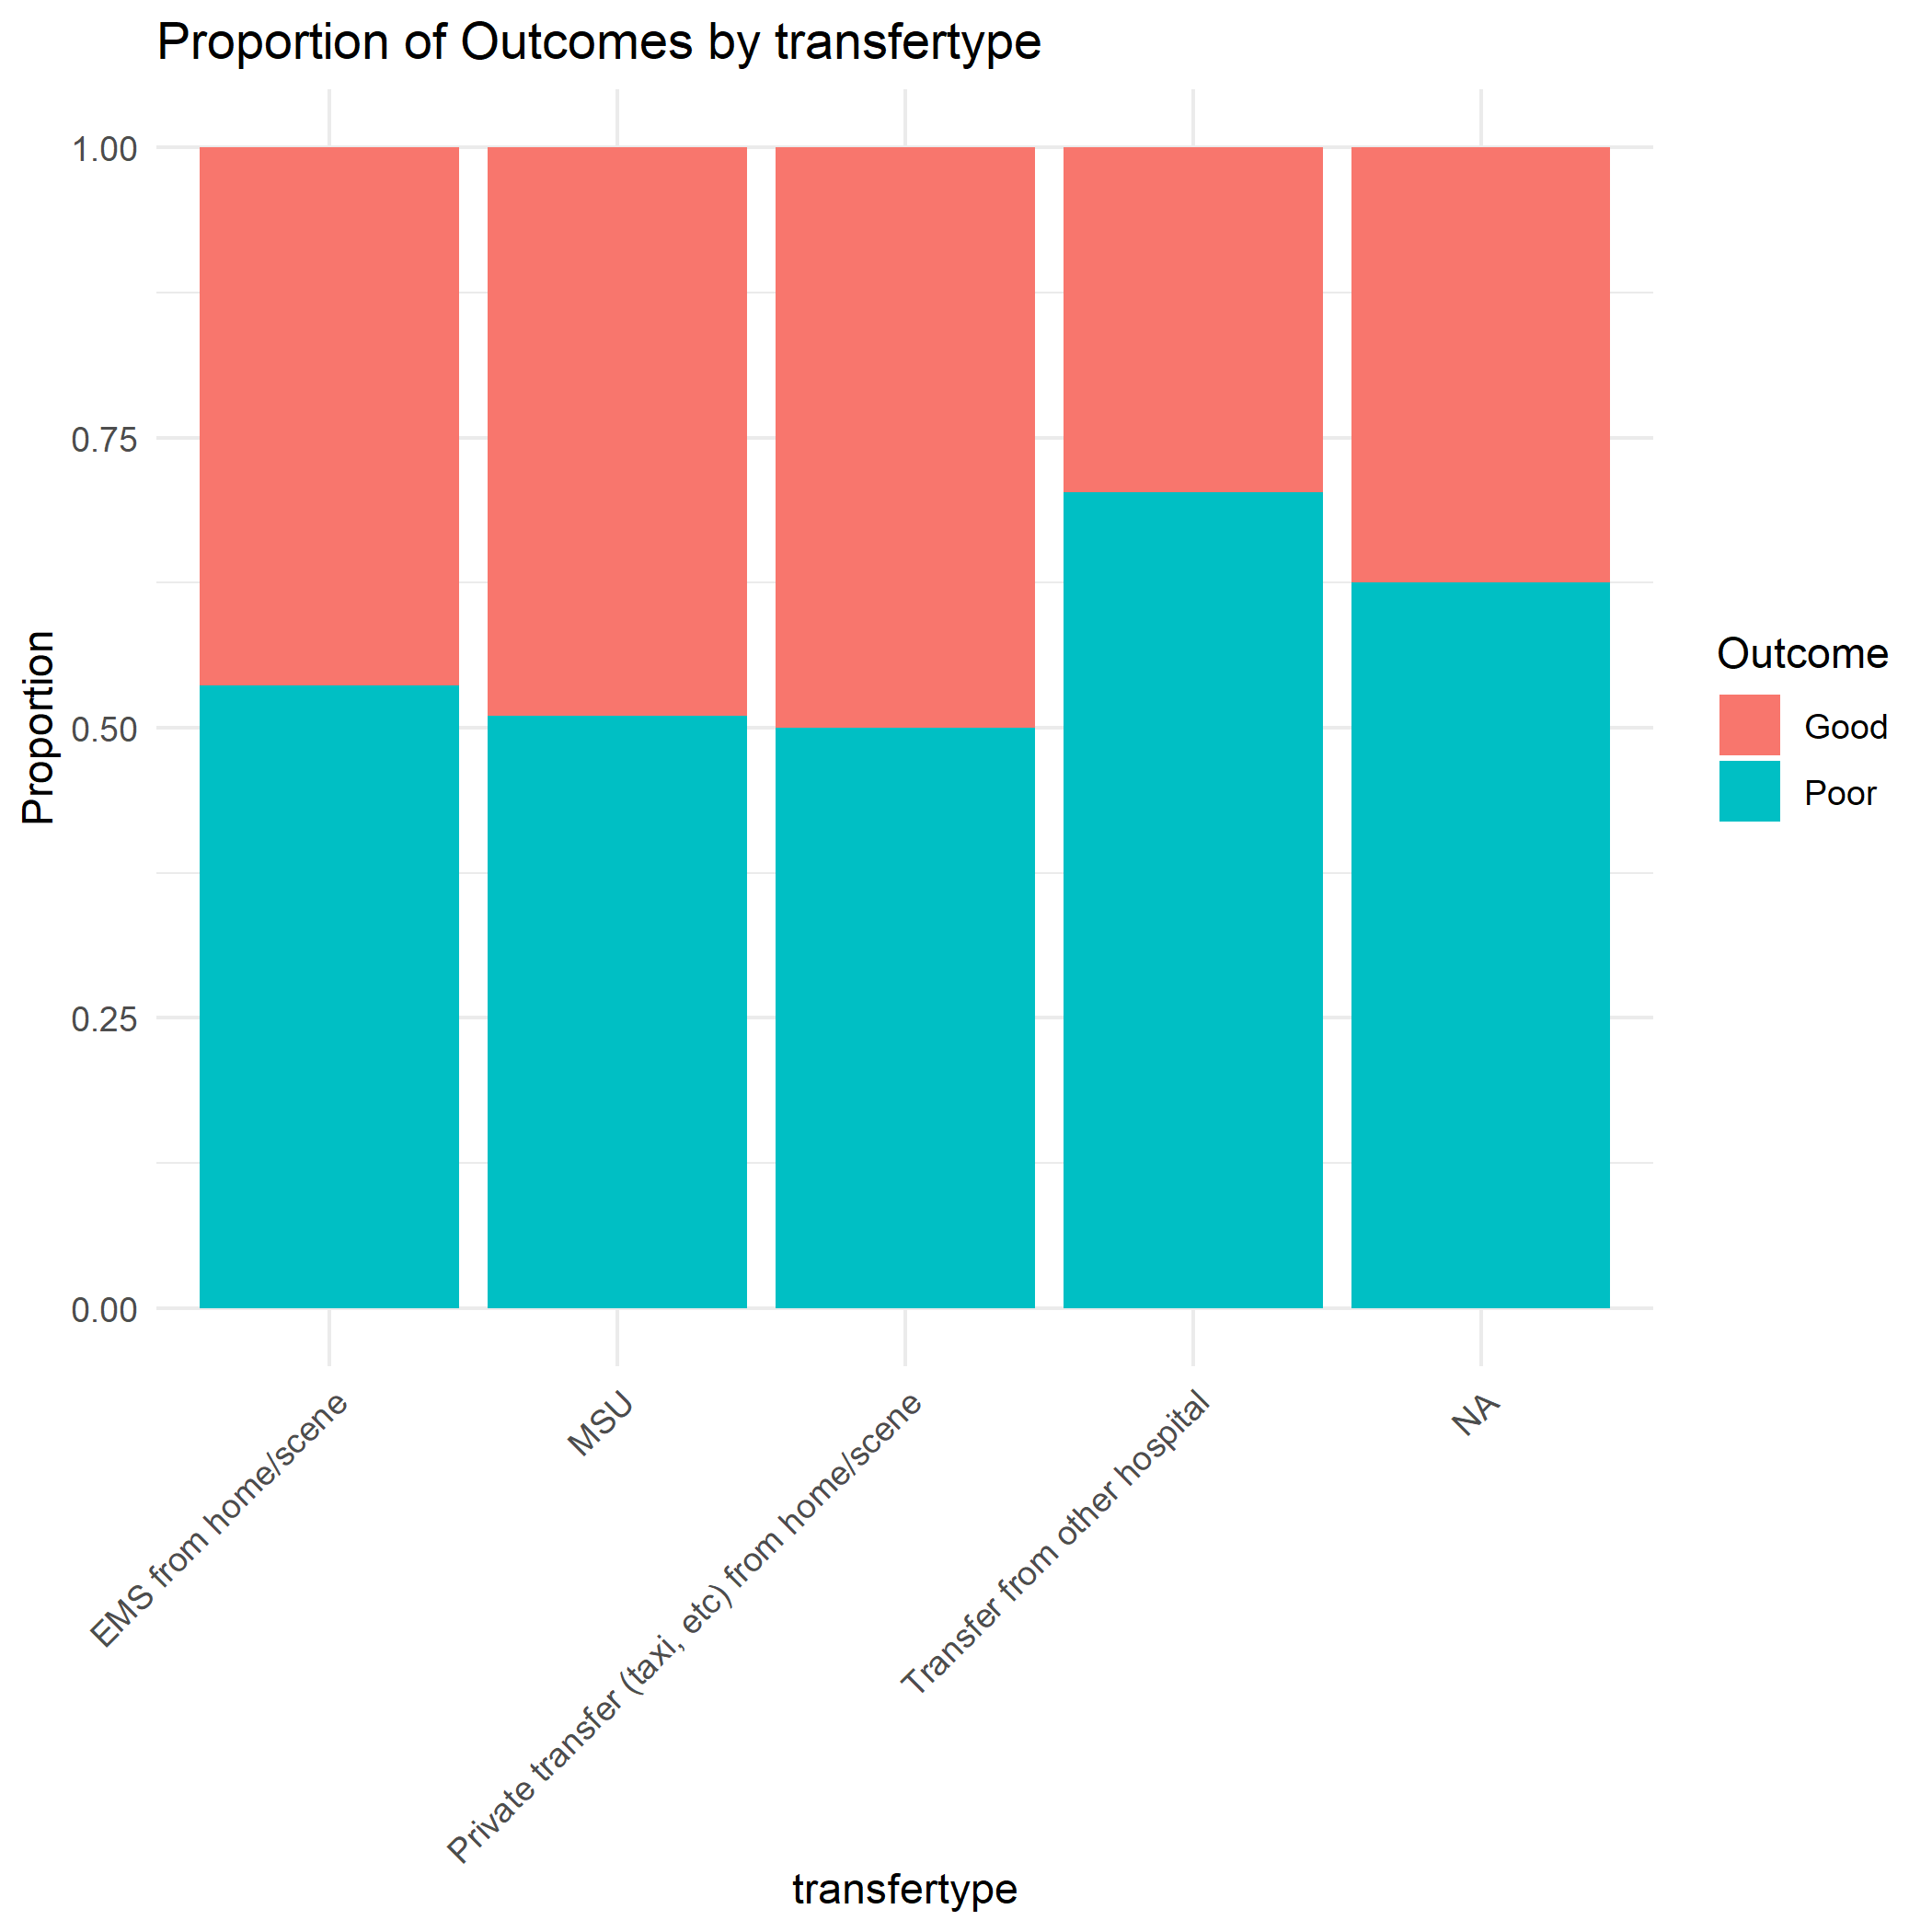 Proportion of Outcomes by transfertype
1.00
0.75
0.50
0.25
0.00
Proportion
EMS from home/scene
MSU
Private transfer (taxi, etc) from home/scene
Transfer from other hospital
NA
transfertype
Outcome
Good
Poor